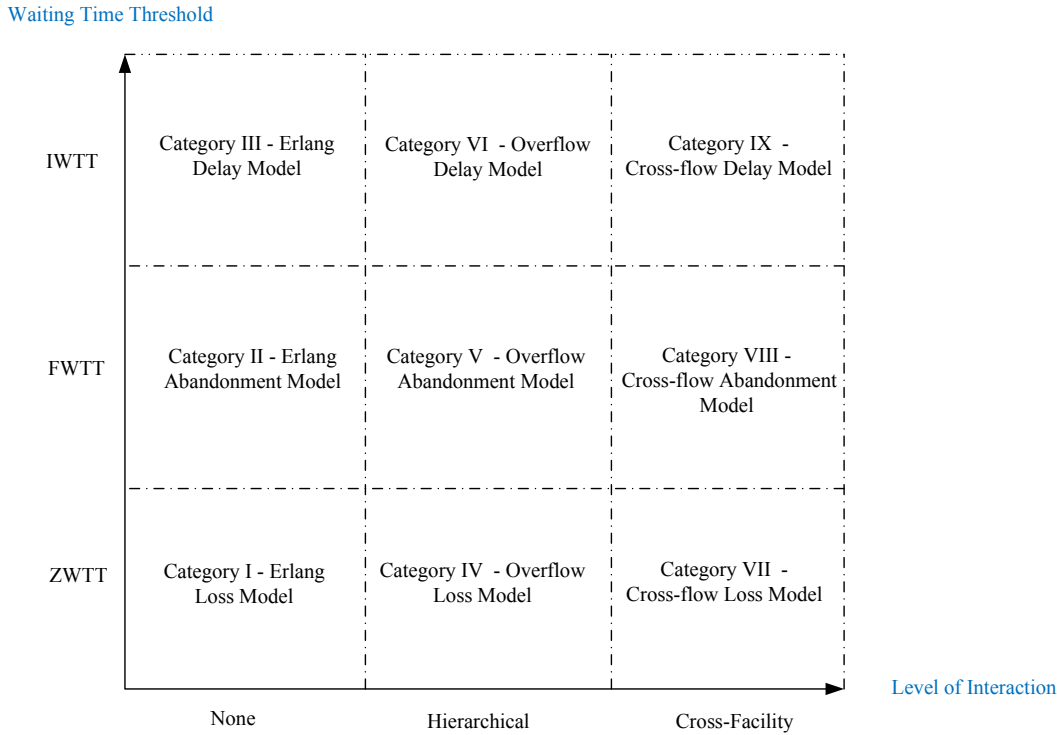 Waiting Time Threshold
IWTT
Category III - Erlang
Delay Model
Category VI - Overflow
Delay Model
Category IX -
Cross-flow Delay Model
FWTT
Category II - Erlang
Abandonment Model
Category V - Overflow
Abandonment Model
Category VIII -
Cross-flow Abandonment
Model
ZWTT
Category I - Erlang
Loss Model
Category IV - Overflow
Loss Model
Category VII -
Cross-flow Loss Model
Level of Interaction
None
Hierarchical
Cross-Facility